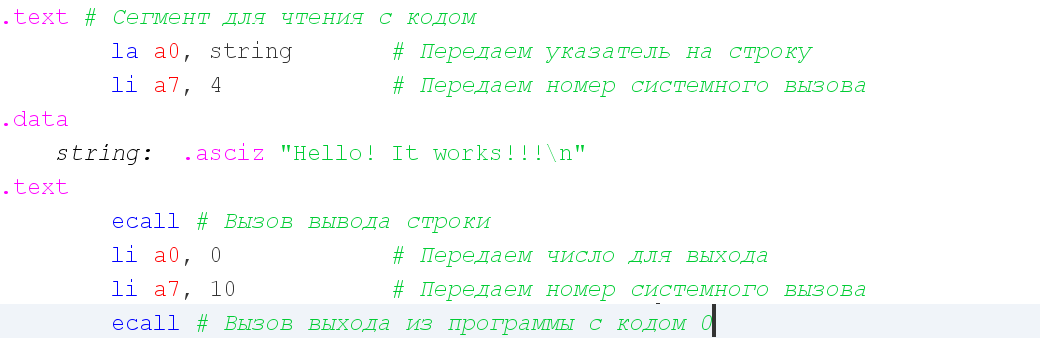 .text # Сегмент для чтения с кодом
la a0, string # Передаем указатель на строку
li a7, 4 # Передаем номер системного вызова
.data
string: .asciz "Hello! It works!!!\n"
.text
ecall # Вызов вывода строки
li a0, 0 # Передаем число для выхода
li a7, 10 # Передаем номер системного вызова
ecall # Вызов выхода из программы с кодом 0